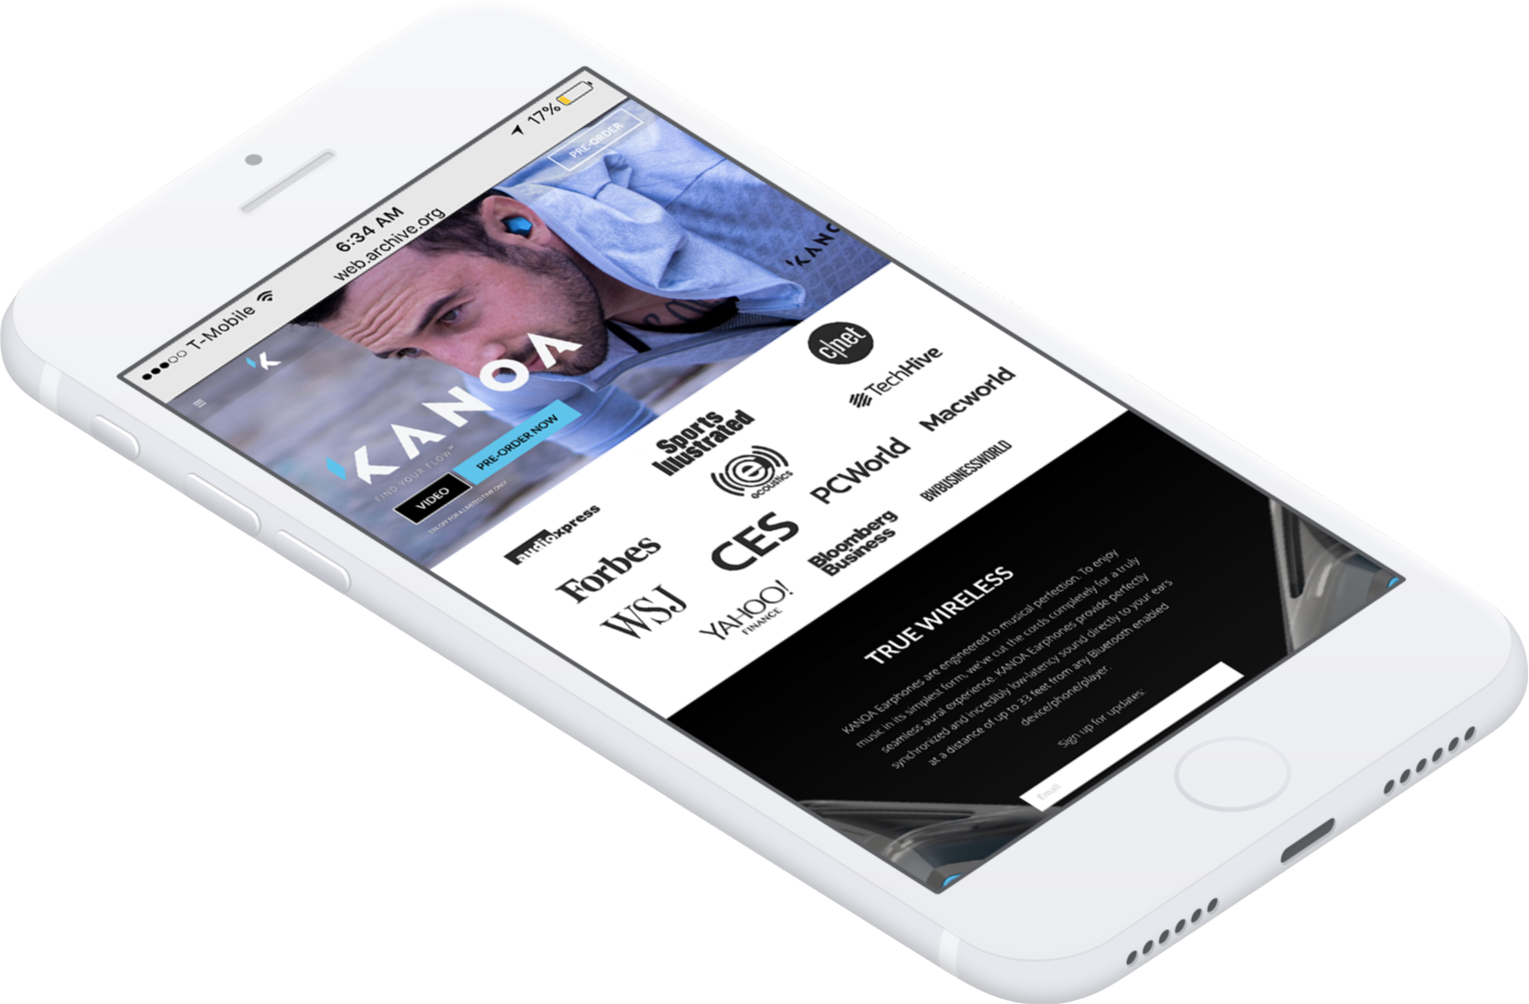 T-Mobile
6:34 AM
web.archive.org
17%
PRE-ORDER
KANOA
FIND YOUR FLOW™
VIDEO
PRE-ORDER NOW
audioxpress
Sports
Illustrated
c|net
Forbes
e
ecoustics
TechHive
WSJ
CES
PCWorld
Macworld
YAHOO!
FINANCE
Bloomberg
Business
BWBUSINESSWORLD
TRUE WIRELESS
KANOA Earphones are engineered to musical perfection. To enjoy
music in its simplest form, we've cut the cords completely for a truly
seamless aural experience. KANOA Earphones provide perfectly
synchronized and incredibly low-latency sound directly to your ears
at a distance of up to 33 feet from any Bluetooth enabled
device/phone/player.
Sign up for updates:
Email